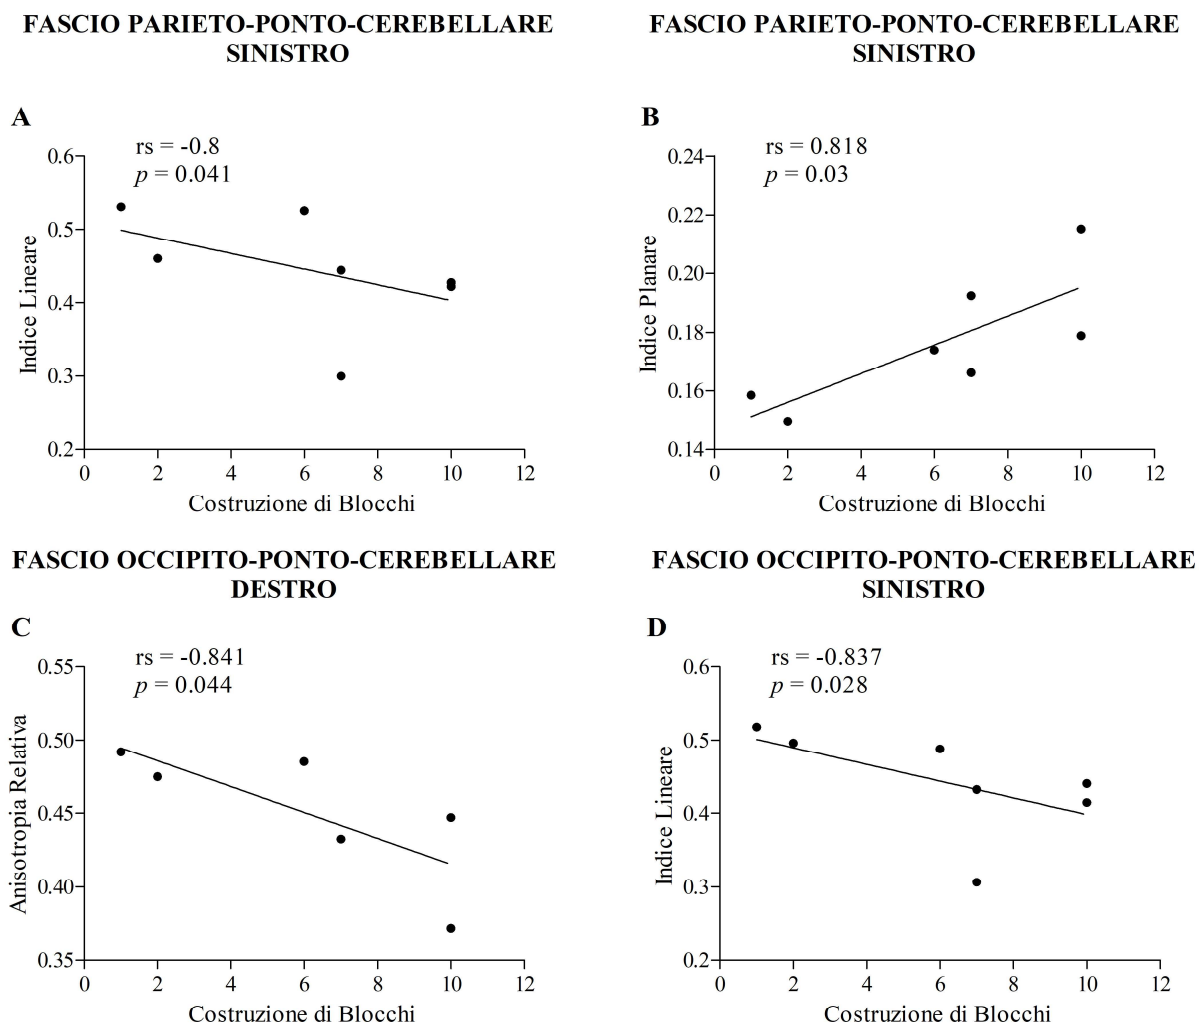 FASCIO PARIETO-PONTO-CEREBELLARE
SINISTRO
A
rs = -0.8
p = 0.041
0.6
0.5
0.4
0.3
0.2
Indice Lineare
0 2 4 6 8 10 12
Costruzione di Blocchi
FASCIO PARIETO-PONTO-CEREBELLARE
SINISTRO
B
rs = 0.818
p = 0.03
0.24
0.22
0.20
0.18
0.16
0.14
Indice Planare
0 2 4 6 8 10 12
Costruzione di Blocchi
FASCIO OCCIPITO-PONTO-CEREBELLARE
DESTRO
C
rs = -0.841
p = 0.044
0.55
0.50
0.45
0.40
0.35
Anisotropia Relativa
0 2 4 6 8 10 12
Costruzione di Blocchi
FASCIO OCCIPITO-PONTO-CEREBELLARE
SINISTRO
D
rs = -0.837
p = 0.028
0.6
0.5
0.4
0.3
0.2
Indice Lineare
0 2 4 6 8 10 12
Costruzione di Blocchi